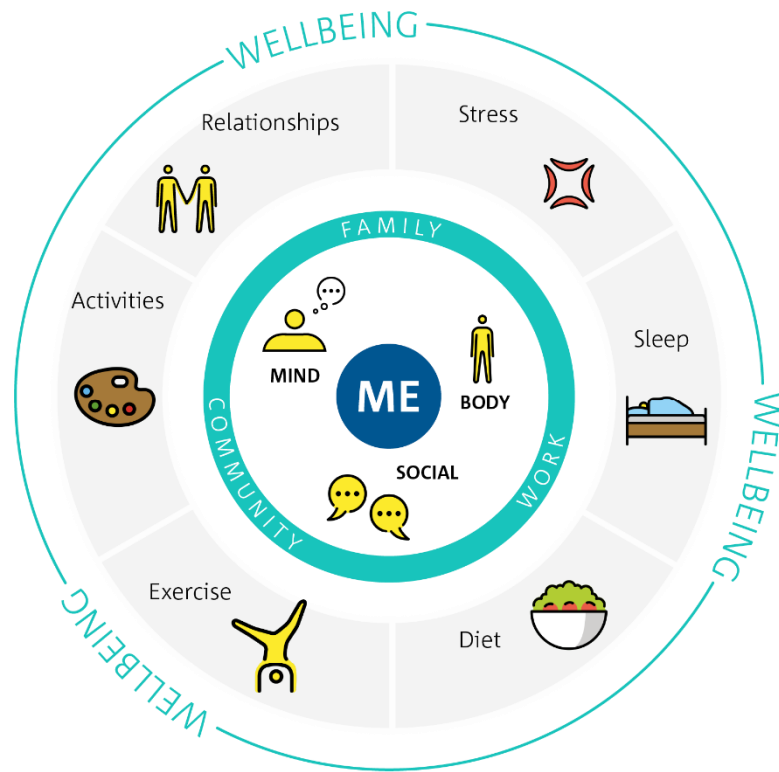 WELLBEING
Relationships
Stress
FAMILY
Activities
Sleep
MIND
ME
BODY
COMMUNITY
SOCIAL
WORK
WELLBEING
Exercise
Diet
WELLBEING